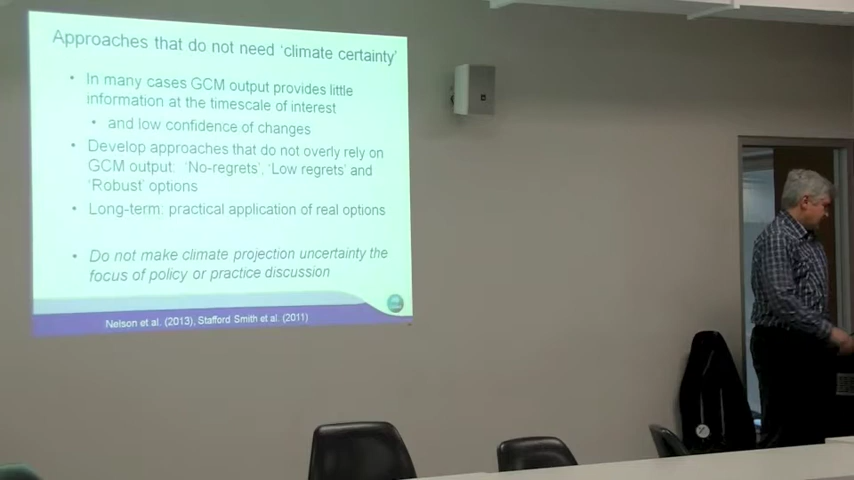 Approaches that do not need 'climate certainty'
• In many cases GCM output provides little
information at the timescale of interest
• and low confidence of changes
• Develop approaches that do not overly rely on
GCM output: 'No-regrets', 'Low regrets' and
'Robust' options
• Long-term: practical application of real options
• Do not make climate projection uncertainty the
focus of policy or practice discussion
Nelson et al. (2013), Stafford Smith et al. (2011)